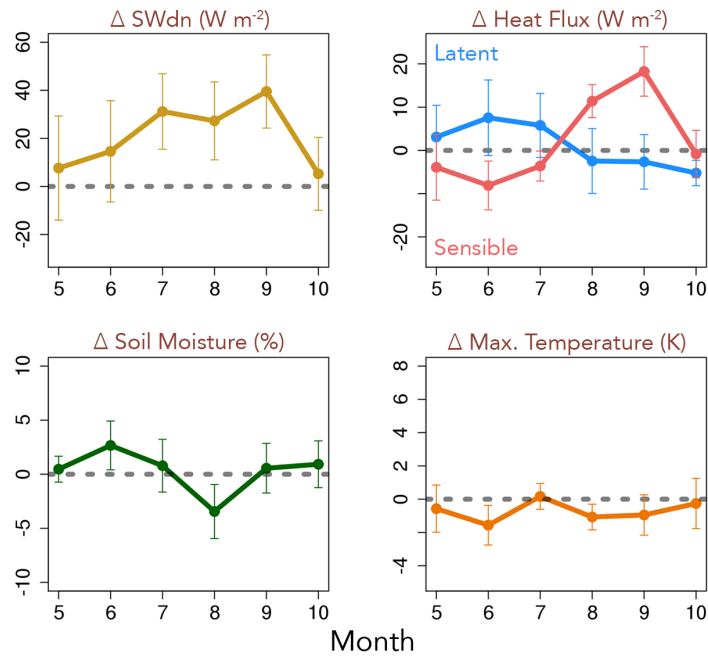 Δ SWdn (W m⁻²)
60
40
20
0
-20
5 6 7 8 9 10
Δ Heat Flux (W m⁻²)
Latent
20
10
0
-20
Sensible
5 6 7 8 9 10
Δ Soil Moisture (%)
10
5
0
-5
-10
5 6 7 8 9 10
Δ Max. Temperature (K)
8
6
4
2
0
-4
5 6 7 8 9 10
Month